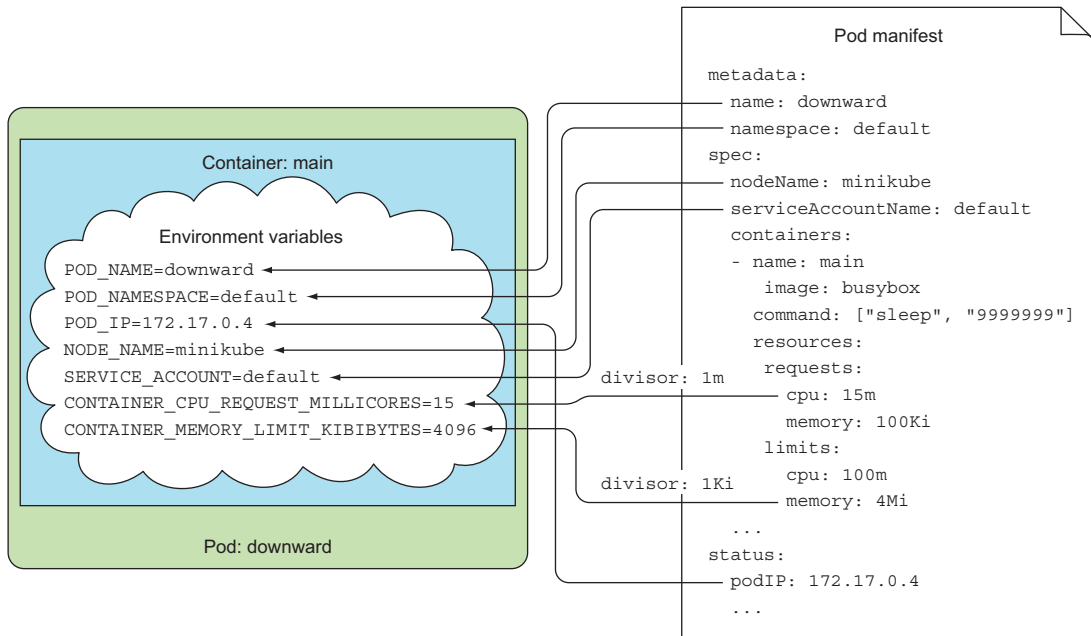 Container: main
Environment variables
POD_NAME=downward
POD_NAMESPACE=default
POD_IP=172.17.0.4
NODE_NAME=minikube
SERVICE_ACCOUNT=default
CONTAINER_CPU_REQUEST_MILLICORES=15
CONTAINER_MEMORY_LIMIT_KIBIBYTES=4096
Pod: downward
divisor: 1m
divisor: 1Ki
Pod manifest
metadata:
name: downward
namespace: default
spec:
nodeName: minikube
serviceAccountName: default
containers:
- name: main
image: busybox
command: ["sleep", "9999999"]
resources:
requests:
cpu: 15m
memory: 100Ki
limits:
cpu: 100m
memory: 4Mi
...
status:
podIP: 172.17.0.4
...